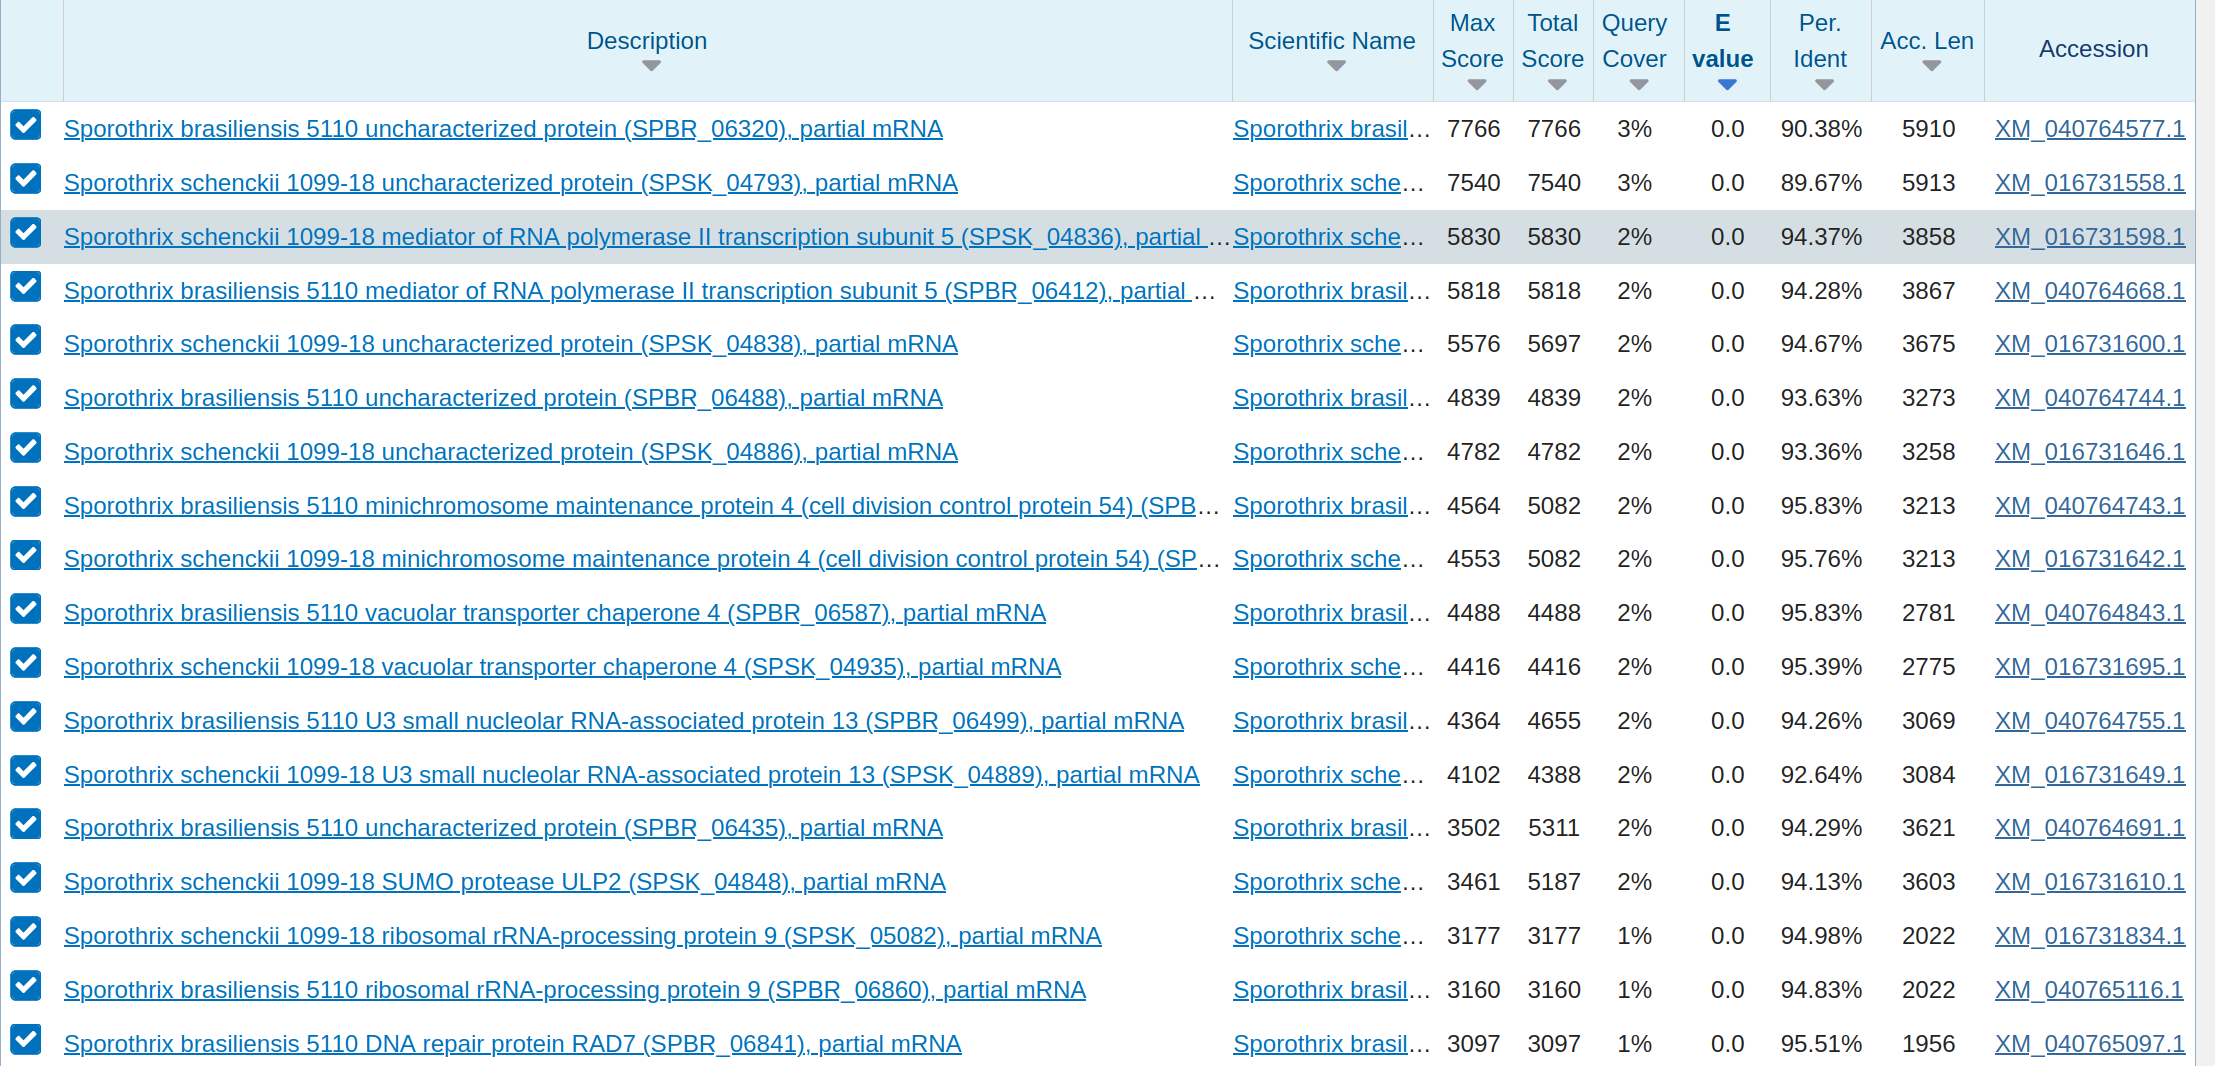 Description Scientific Name Max Score Total Score Query Cover E value Per. Ident Acc. Len Accession
Sporothrix brasiliensis 5110 uncharacterized protein (SPBR_06320), partial mRNA Sporothrix brasil… 7766 7766 3% 0.0 90.38% 5910 XM_040764577.1
Sporothrix schenckii 1099-18 uncharacterized protein (SPSK_04793), partial mRNA Sporothrix sche… 7540 7540 3% 0.0 89.67% 5913 XM_016731558.1
Sporothrix schenckii 1099-18 mediator of RNA polymerase II transcription subunit 5 (SPSK_04836), partial … Sporothrix sche… 5830 5830 2% 0.0 94.37% 3858 XM_016731598.1
Sporothrix brasiliensis 5110 mediator of RNA polymerase II transcription subunit 5 (SPBR_06412), partial … Sporothrix brasil… 5818 5818 2% 0.0 94.28% 3867 XM_040764668.1
Sporothrix schenckii 1099-18 uncharacterized protein (SPSK_04838), partial mRNA Sporothrix sche… 5576 5697 2% 0.0 94.67% 3675 XM_016731600.1
Sporothrix brasiliensis 5110 uncharacterized protein (SPBR_06488), partial mRNA Sporothrix brasil… 4839 4839 2% 0.0 93.63% 3273 XM_040764744.1
Sporothrix schenckii 1099-18 uncharacterized protein (SPSK_04886), partial mRNA Sporothrix sche… 4782 4782 2% 0.0 93.36% 3258 XM_016731646.1
Sporothrix brasiliensis 5110 minichromosome maintenance protein 4 (cell division control protein 54) (SPB… Sporothrix brasil… 4564 5082 2% 0.0 95.83% 3213 XM_040764743.1
Sporothrix schenckii 1099-18 minichromosome maintenance protein 4 (cell division control protein 54) (SP… Sporothrix sche… 4553 5082 2% 0.0 95.76% 3213 XM_016731642.1
Sporothrix brasiliensis 5110 vacuolar transporter chaperone 4 (SPBR_06587), partial mRNA Sporothrix brasil… 4488 4488 2% 0.0 95.83% 2781 XM_040764843.1
Sporothrix schenckii 1099-18 vacuolar transporter chaperone 4 (SPSK_04935), partial mRNA Sporothrix sche… 4416 4416 2% 0.0 95.39% 2775 XM_016731695.1
Sporothrix brasiliensis 5110 U3 small nucleolar RNA-associated protein 13 (SPBR_06499), partial mRNA Sporothrix brasil… 4364 4655 2% 0.0 94.26% 3069 XM_040764755.1
Sporothrix schenckii 1099-18 U3 small nucleolar RNA-associated protein 13 (SPSK_04889), partial mRNA Sporothrix sche… 4102 4388 2% 0.0 92.64% 3084 XM_016731649.1
Sporothrix brasiliensis 5110 uncharacterized protein (SPBR_06435), partial mRNA Sporothrix brasil… 3502 5311 2% 0.0 94.29% 3621 XM_040764691.1
Sporothrix schenckii 1099-18 SUMO protease ULP2 (SPSK_04848), partial mRNA Sporothrix sche… 3461 5187 2% 0.0 94.13% 3603 XM_016731610.1
Sporothrix schenckii 1099-18 ribosomal rRNA-processing protein 9 (SPSK_05082), partial mRNA Sporothrix sche… 3177 3177 1% 0.0 94.98% 2022 XM_016731834.1
Sporothrix brasiliensis 5110 ribosomal rRNA-processing protein 9 (SPBR_06860), partial mRNA Sporothrix brasil… 3160 3160 1% 0.0 94.83% 2022 XM_040765116.1
Sporothrix brasiliensis 5110 DNA repair protein RAD7 (SPBR_06841), partial mRNA Sporothrix brasil… 3097 3097 1% 0.0 95.51% 1956 XM_040765097.1